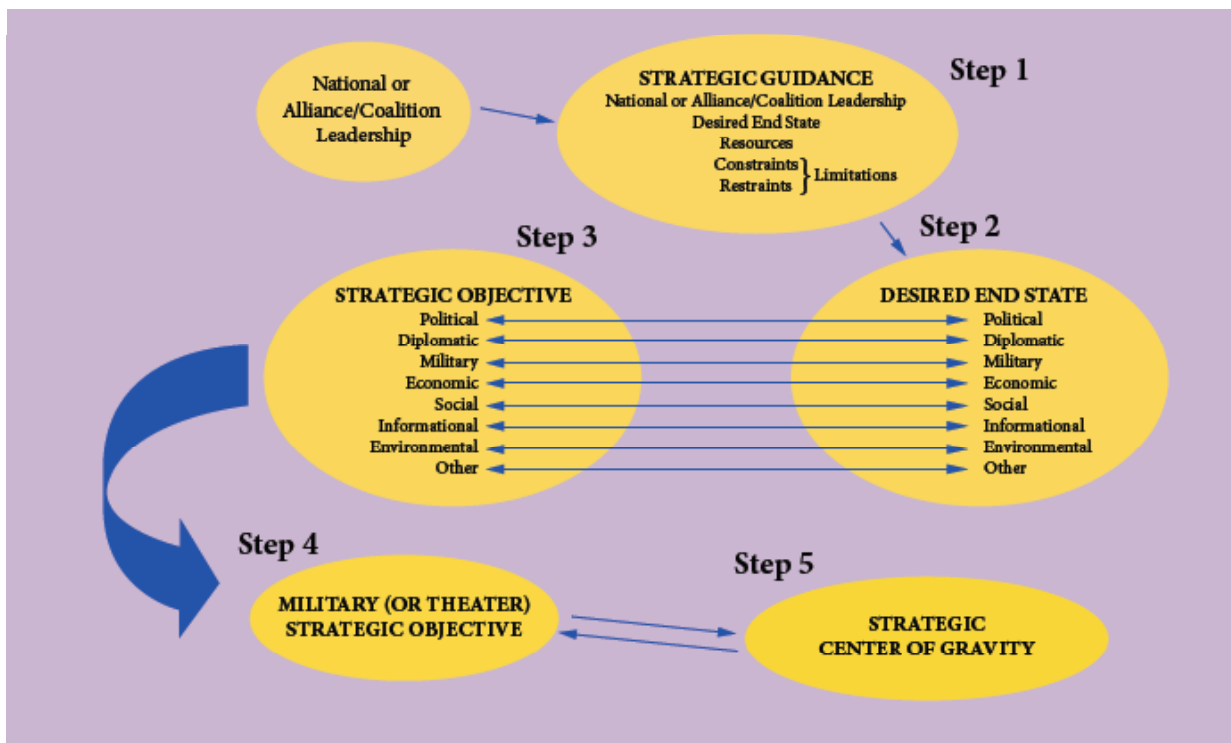 National or
Alliance/Coalition
Leadership
Step 1
STRATEGIC GUIDANCE
National or Alliance/Coalition Leadership
Desired End State
Resources
Constraints
Restraints
} Limitations
Step 2
DESIRED END STATE
Political
Diplomatic
Military
Economic
Social
Informational
Environmental
Other
Step 3
STRATEGIC OBJECTIVE
Political
Diplomatic
Military
Economic
Social
Informational
Environmental
Other
Step 4
MILITARY (OR THEATER)
STRATEGIC OBJECTIVE
Step 5
STRATEGIC
CENTER OF GRAVITY